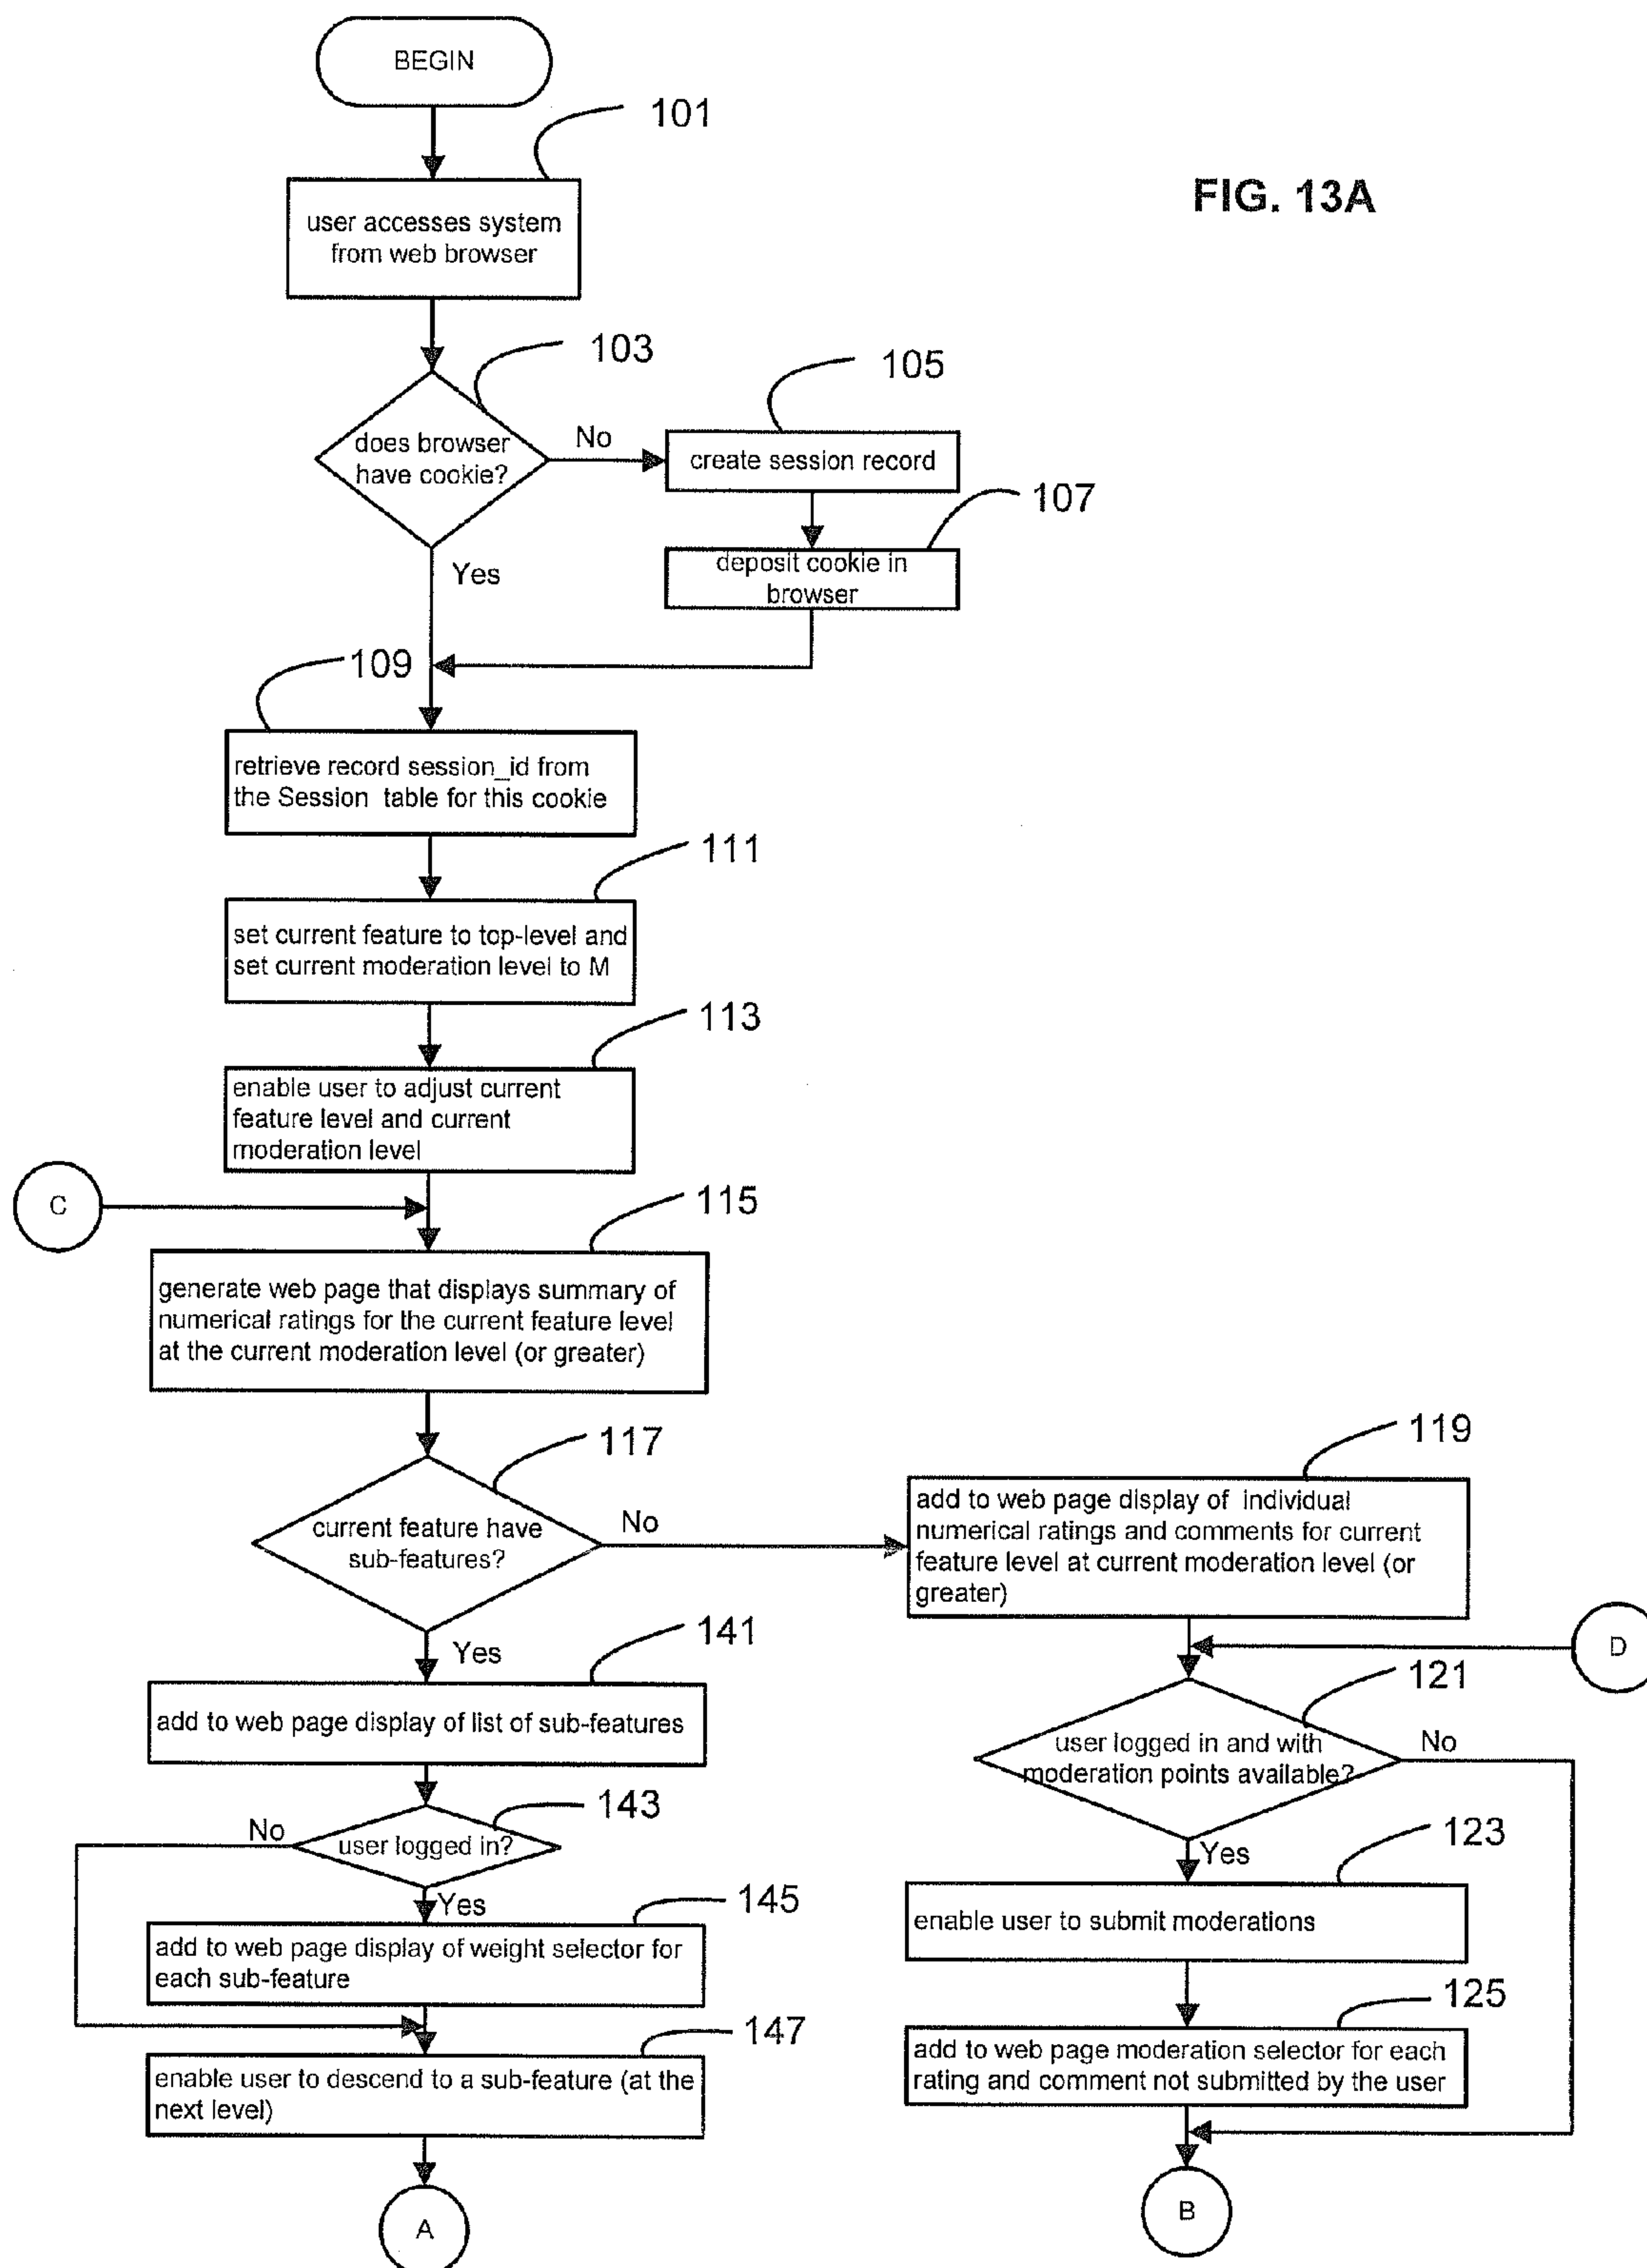 BEGIN
101
FIG. 13A
user accesses system
from web browser
103
105
does browser
have cookie?
No
create session record
107
Yes
deposit cookie in
browser
109
retrieve record session_id from
the Session table for this cookie
111
set current feature to top-level and
set current moderation level to M
113
enable user to adjust current
feature level and current
moderation level
C
115
generate web page that displays summary of
numerical ratings for the current feature level
at the current moderation level (or greater)
117
119
current feature have
sub-features?
No
add to web page display of individual
numerical ratings and comments for current
feature level at current moderation level (or
greater)
Yes
141
D
121
add to web page display of list of sub-features
user logged in and with
moderation points available?
No
143
No
user logged in?
123
Yes
Yes
145
enable user to submit moderations
add to web page display of weight selector for
each sub-feature
125
147
add to web page moderation selector for each
rating and comment not submitted by the user
enable user to descend to a sub-feature (at the
next level)
A
B